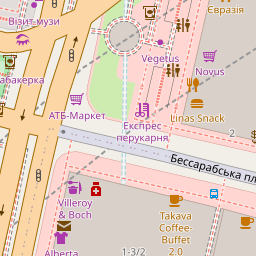 Візит-музи
Євразія
Vegetus
абакерка
Novus
АТБ-Маркет
Linas Snack
Експрес-
перукарня
2
Бессарабська пл
Villeroy
& Boch
Takava
Coffee-
Buffet
2.0
Alherta
1-3/2